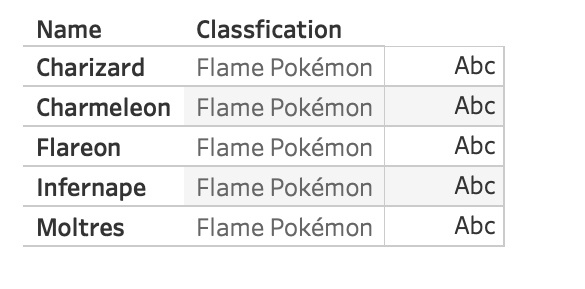 Name Classfication
Charizard Flame Pokémon Abc
Charmeleon Flame Pokémon Abc
Flareon Flame Pokémon Abc
Infernape Flame Pokémon Abc
Moltres Flame Pokémon Abc